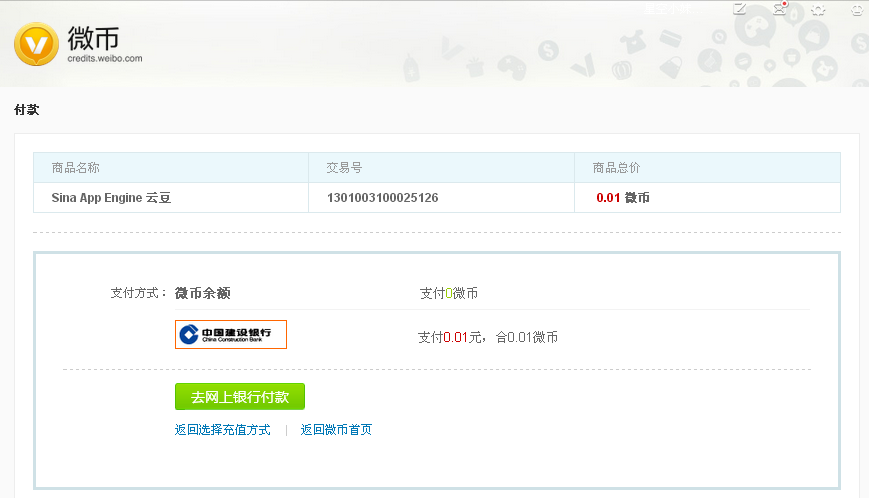 微币
credits.weibo.com
付款
商品名称 交易号 商品总价
Sina App Engine 云豆 1301003100025126 0.01 微币
支付方式： 微币余额 支付0微币
中国建设银行
China Construction Bank
支付0.01元，合0.01微币
去网上银行付款
返回选择充值方式 | 返回微币首页